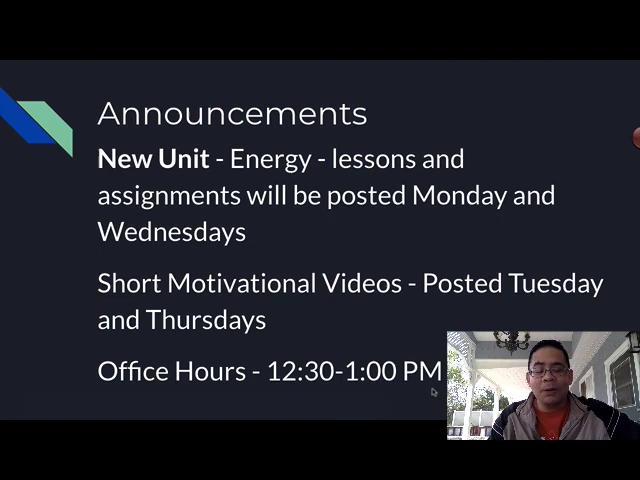 Announcements
New Unit - Energy - lessons and
assignments will be posted Monday and
Wednesdays
Short Motivational Videos - Posted Tuesday
and Thursdays
Office Hours - 12:30-1:00 PM